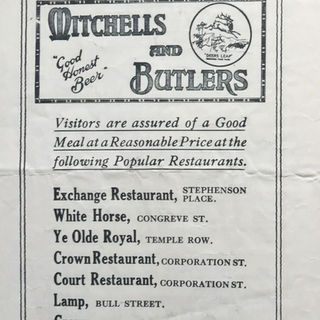 MITCHELLS
AND
"Good Honest Beer"
BUTLERS
"DEERS LEAP"
Visitors are assured of a Good
Meal at a Reasonable Price at the
following Popular Restaurants.
Exchange Restaurant, STEPHENSON PLACE.
White Horse, CONGREVE ST.
Ye Olde Royal, TEMPLE ROW.
Crown Restaurant, CORPORATION ST.
Court Restaurant, CORPORATION ST.
Lamp, BULL STREET.